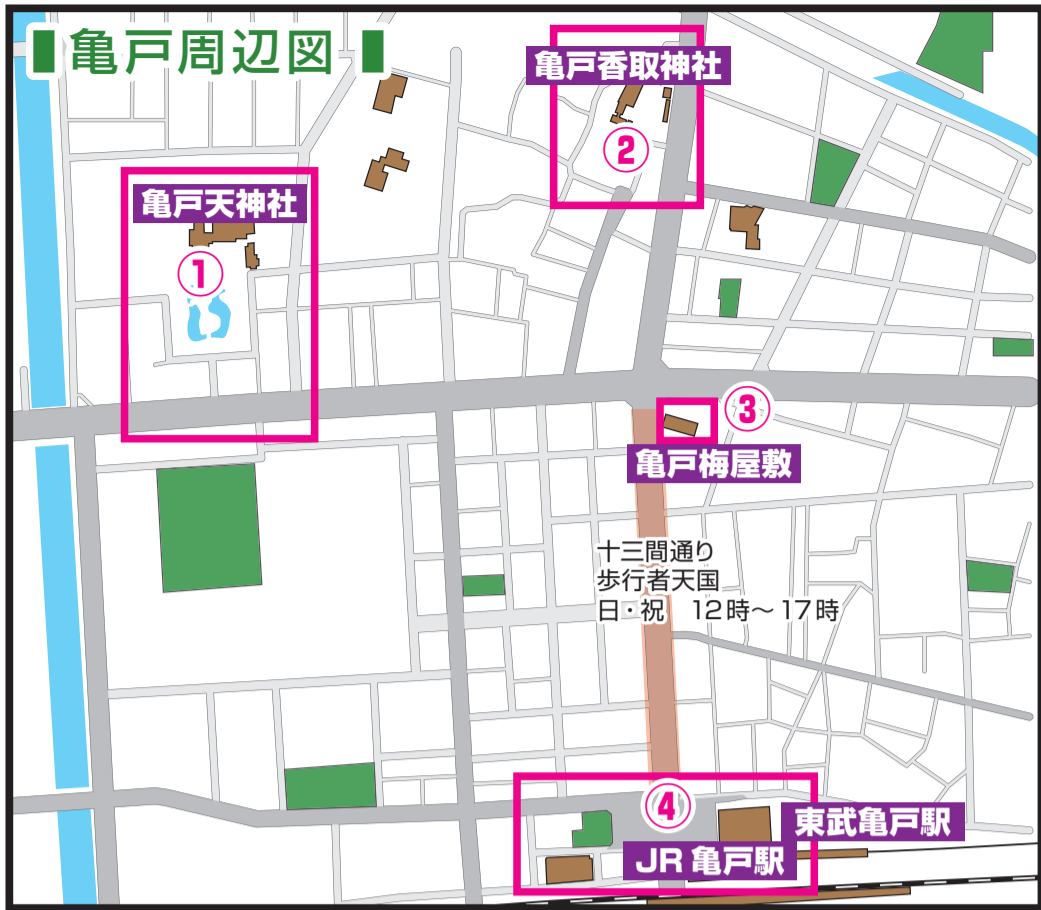 亀戸周辺図
亀戸香取神社
②
亀戸天神社
①
③
亀戸梅屋敷
十三間通り
歩行者天国
日・祝　12時～17時
④
東武亀戸駅
JR亀戸駅